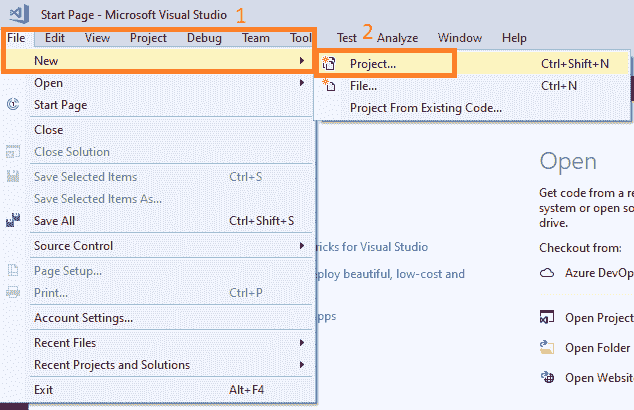 Start Page - Microsoft Visual Studio 1
File Edit View Project Debug Team Tool Test 2 Analyze Window Help
New
Project... Ctrl+Shift+N
Open
File... Ctrl+N
Start Page
Project From Existing Code...
Close
Close Solution
Save Selected Items Ctrl+S
Save Selected Items As...
Save All Ctrl+Shift+S
Source Control
Page Setup...
Print... Ctrl+P
Account Settings...
Recent Files
Recent Projects and Solutions
Exit Alt+F4
ricks for Visual Studio
ploy beautiful, low-cost and
apps
Open
Get code from a re
system or open so
drive.
Checkout from:
Azure DevOp
Open Project
Open Folder
Open Website